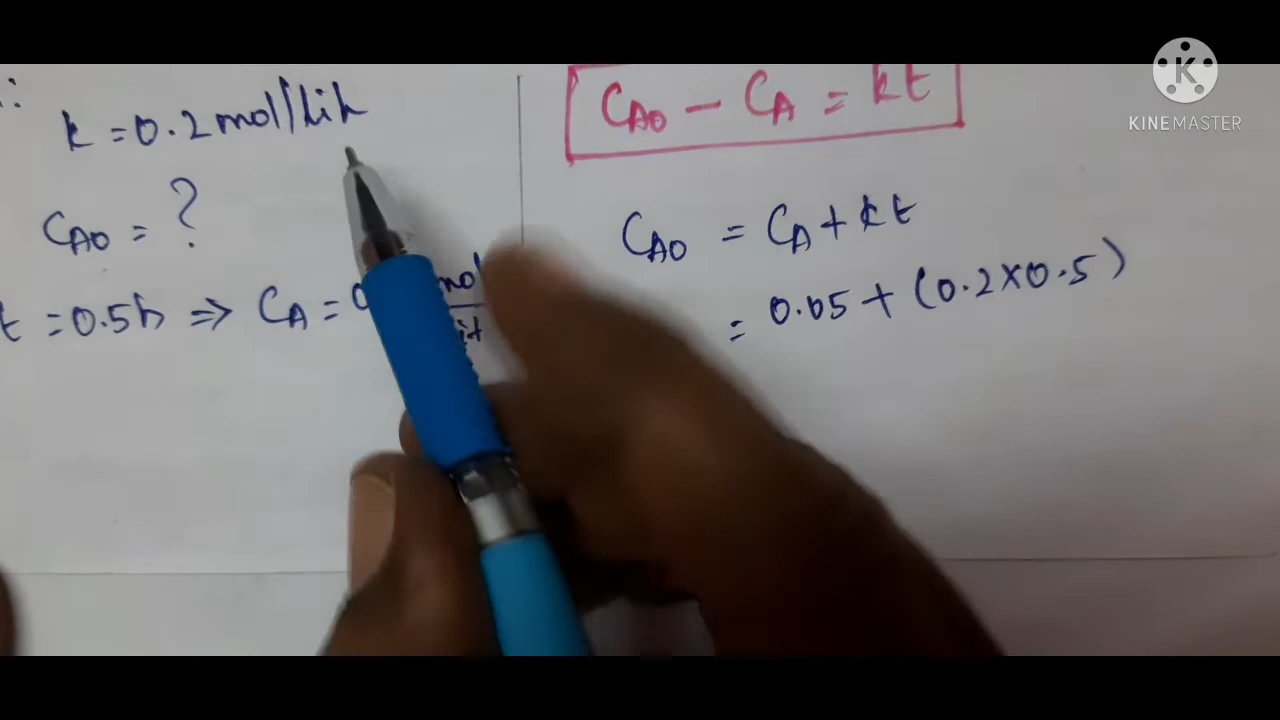 k = 0.2 mol/lit h
CA0 = ?
t = 0.5h ⇒ CA = 0
CA0 − CA = kt
CA0 = CA + kt
= 0.05 + (0.2×0.5)
K
KINEMASTER